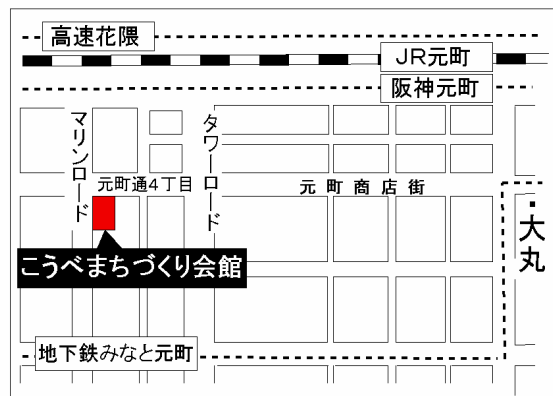 高速花隈
JR元町
阪神元町
マリンロード
タワーロード
元町通4丁目
元町商店街
・大丸
こうべまちづくり会館
地下鉄みなと元町